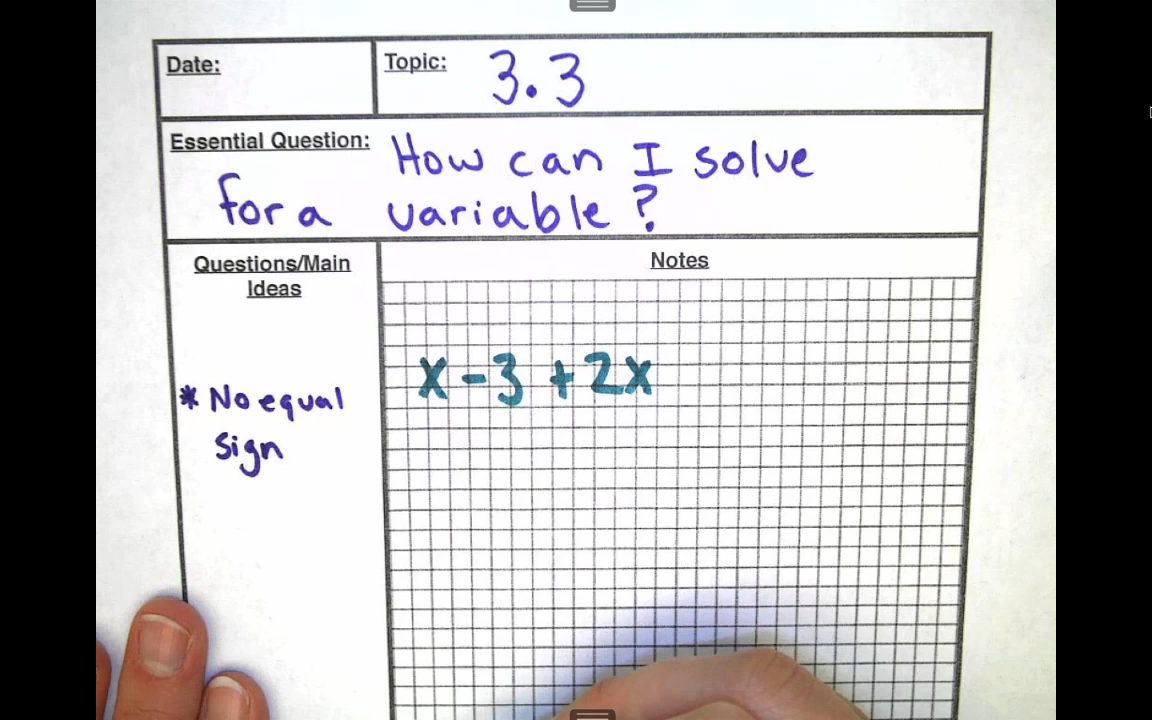 Date:
Topic: 3.3
Essential Question: How can I solve
for a variable?
Questions/Main
Ideas
Notes
x - 3 + 2x
* No equal
sign